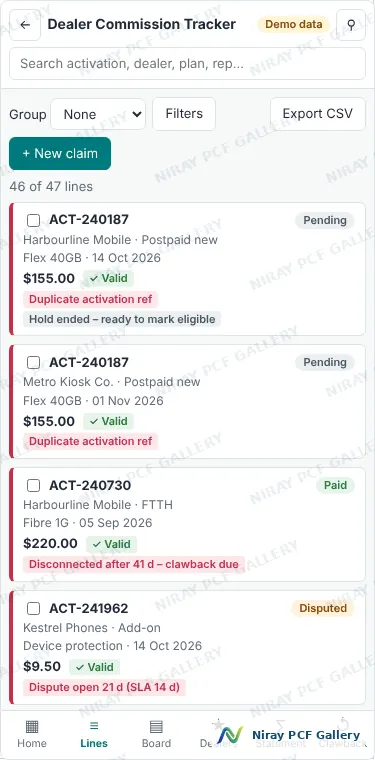 ← Dealer Commission Tracker Demo data
Search activation, dealer, plan, rep...
Group None Filters Export CSV
+ New claim
46 of 47 lines
ACT-240187 Pending
Harbourline Mobile · Postpaid new
Flex 40GB · 14 Oct 2026
$155.00 ✓ Valid
Duplicate activation ref
Hold ended – ready to mark eligible
ACT-240187 Pending
Metro Kiosk Co. · Postpaid new
Flex 40GB · 01 Nov 2026
$155.00 ✓ Valid
Duplicate activation ref
ACT-240730 Paid
Harbourline Mobile · FTTH
Fibre 1G · 05 Sep 2026
$220.00 ✓ Valid
Disconnected after 41 d – clawback due
ACT-241962 Disputed
Kestrel Phones · Add-on
Device protection · 14 Oct 2026
$9.50 ✓ Valid
Dispute open 21 d (SLA 14 d)
Home Lines Board Statement Clawback
Niray PCF Gallery
NIRAY PCF GALLERY